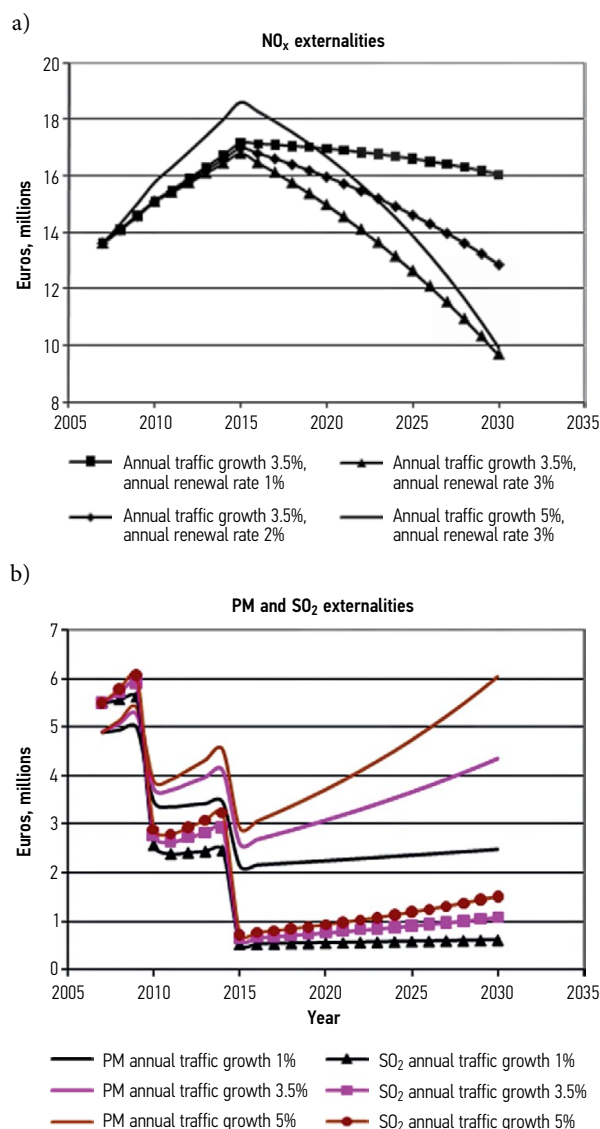 a)
NOx externalities
Euros, millions
20
18
16
14
12
10
8
2005 2010 2015 2020 2025 2030 2035
Annual traffic growth 3.5%, annual renewal rate 1%
Annual traffic growth 3.5%, annual renewal rate 3%
Annual traffic growth 3.5%, annual renewal rate 2%
Annual traffic growth 5%, annual renewal rate 3%
b)
PM and SO2 externalities
Euros, millions
7
6
5
4
3
2
1
0
2005 2010 2015 2020 2025 2030 2035
Year
PM annual traffic growth 1%
SO2 annual traffic growth 1%
PM annual traffic growth 3.5%
SO2 annual traffic growth 3.5%
PM annual traffic growth 5%
SO2 annual traffic growth 5%